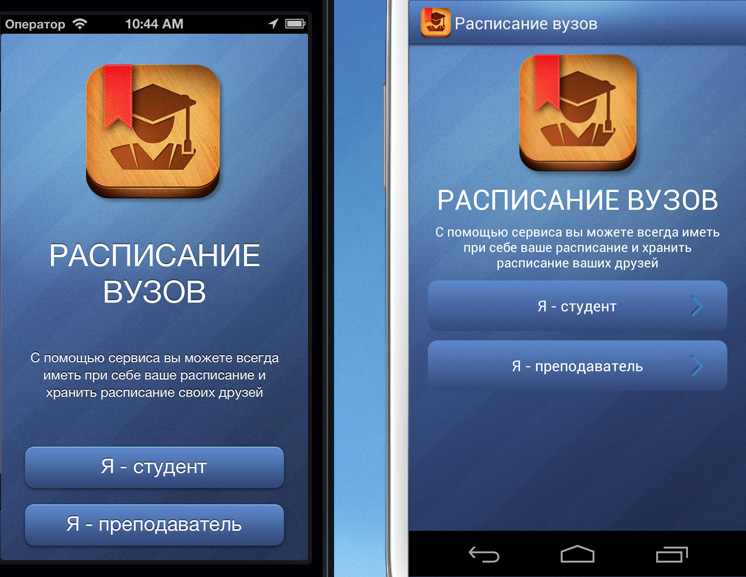 Оператор 10:44 AM
РАСПИСАНИЕ
ВУЗОВ
С помощью сервиса вы можете всегда
иметь при себе ваше расписание и
хранить расписание своих друзей
Я - студент
Я - преподаватель
Расписание вузов
РАСПИСАНИЕ ВУЗОВ
С помощью сервиса вы можете всегда иметь
при себе ваше расписание и хранить
расписание ваших друзей
Я - студент
Я - преподаватель